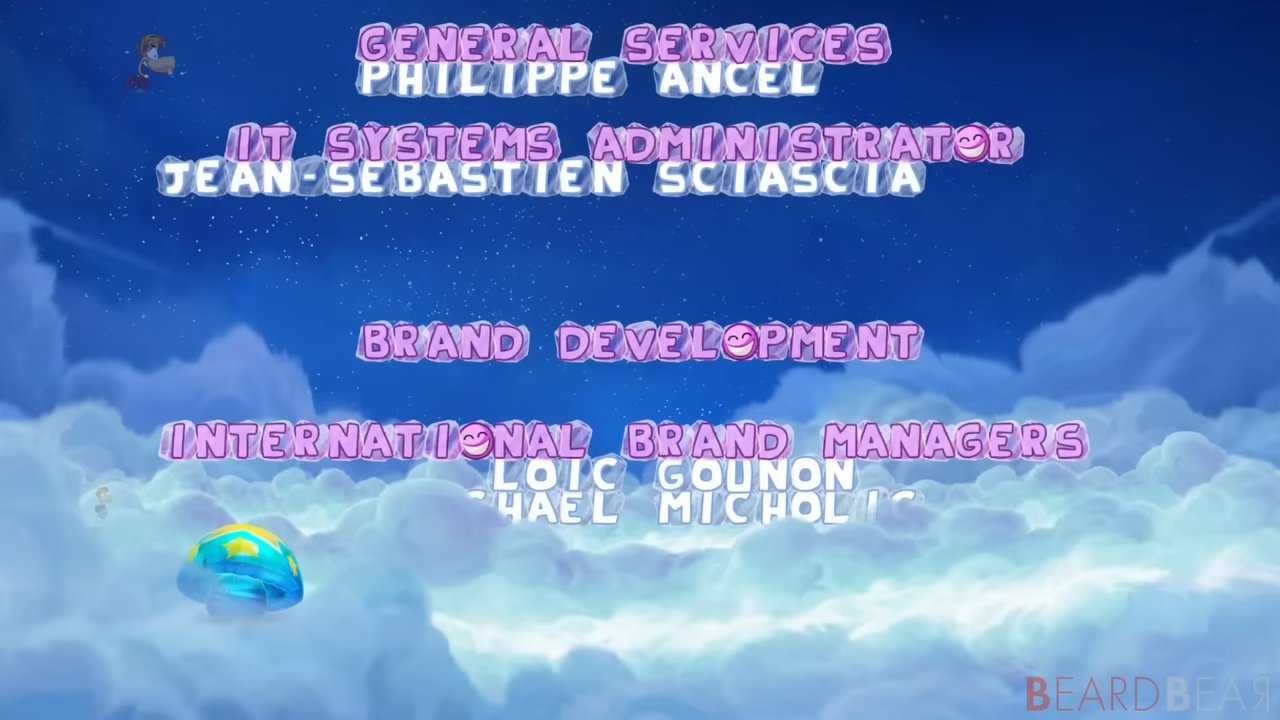 GENERAL SERVICES
PHILIPPE ANCEL
IT SYSTEMS ADMINISTRATOR
JEAN-SEBASTIEN SCIASCIA
BRAND DEVELOPMENT
INTERNATIONAL BRAND MANAGERS
LOIC GOUNON
BEARDBEAR